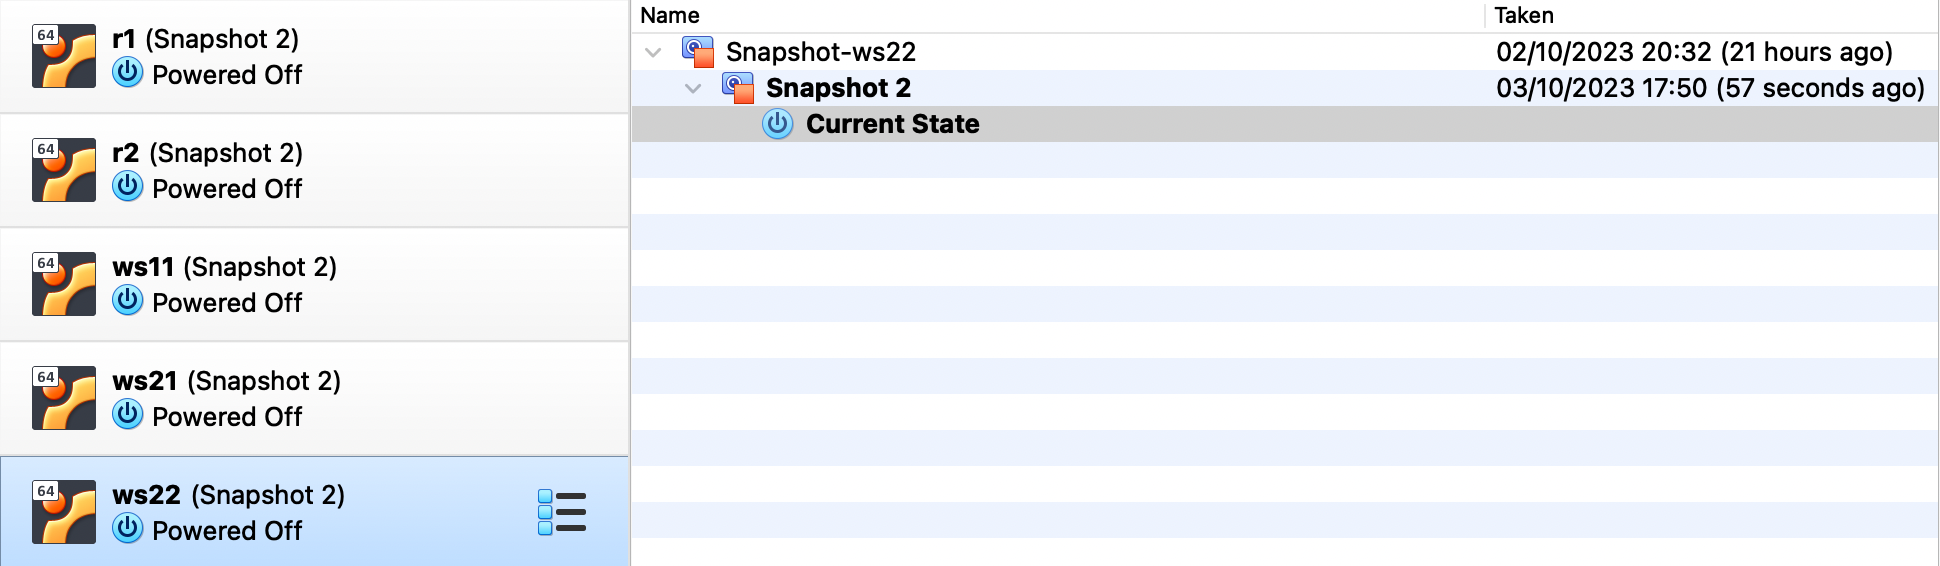 64
r1 (Snapshot 2)
Powered Off
64
r2 (Snapshot 2)
Powered Off
64
ws11 (Snapshot 2)
Powered Off
64
ws21 (Snapshot 2)
Powered Off
64
ws22 (Snapshot 2)
Powered Off
Name Taken
Snapshot-ws22 02/10/2023 20:32 (21 hours ago)
Snapshot 2 03/10/2023 17:50 (57 seconds ago)
Current State